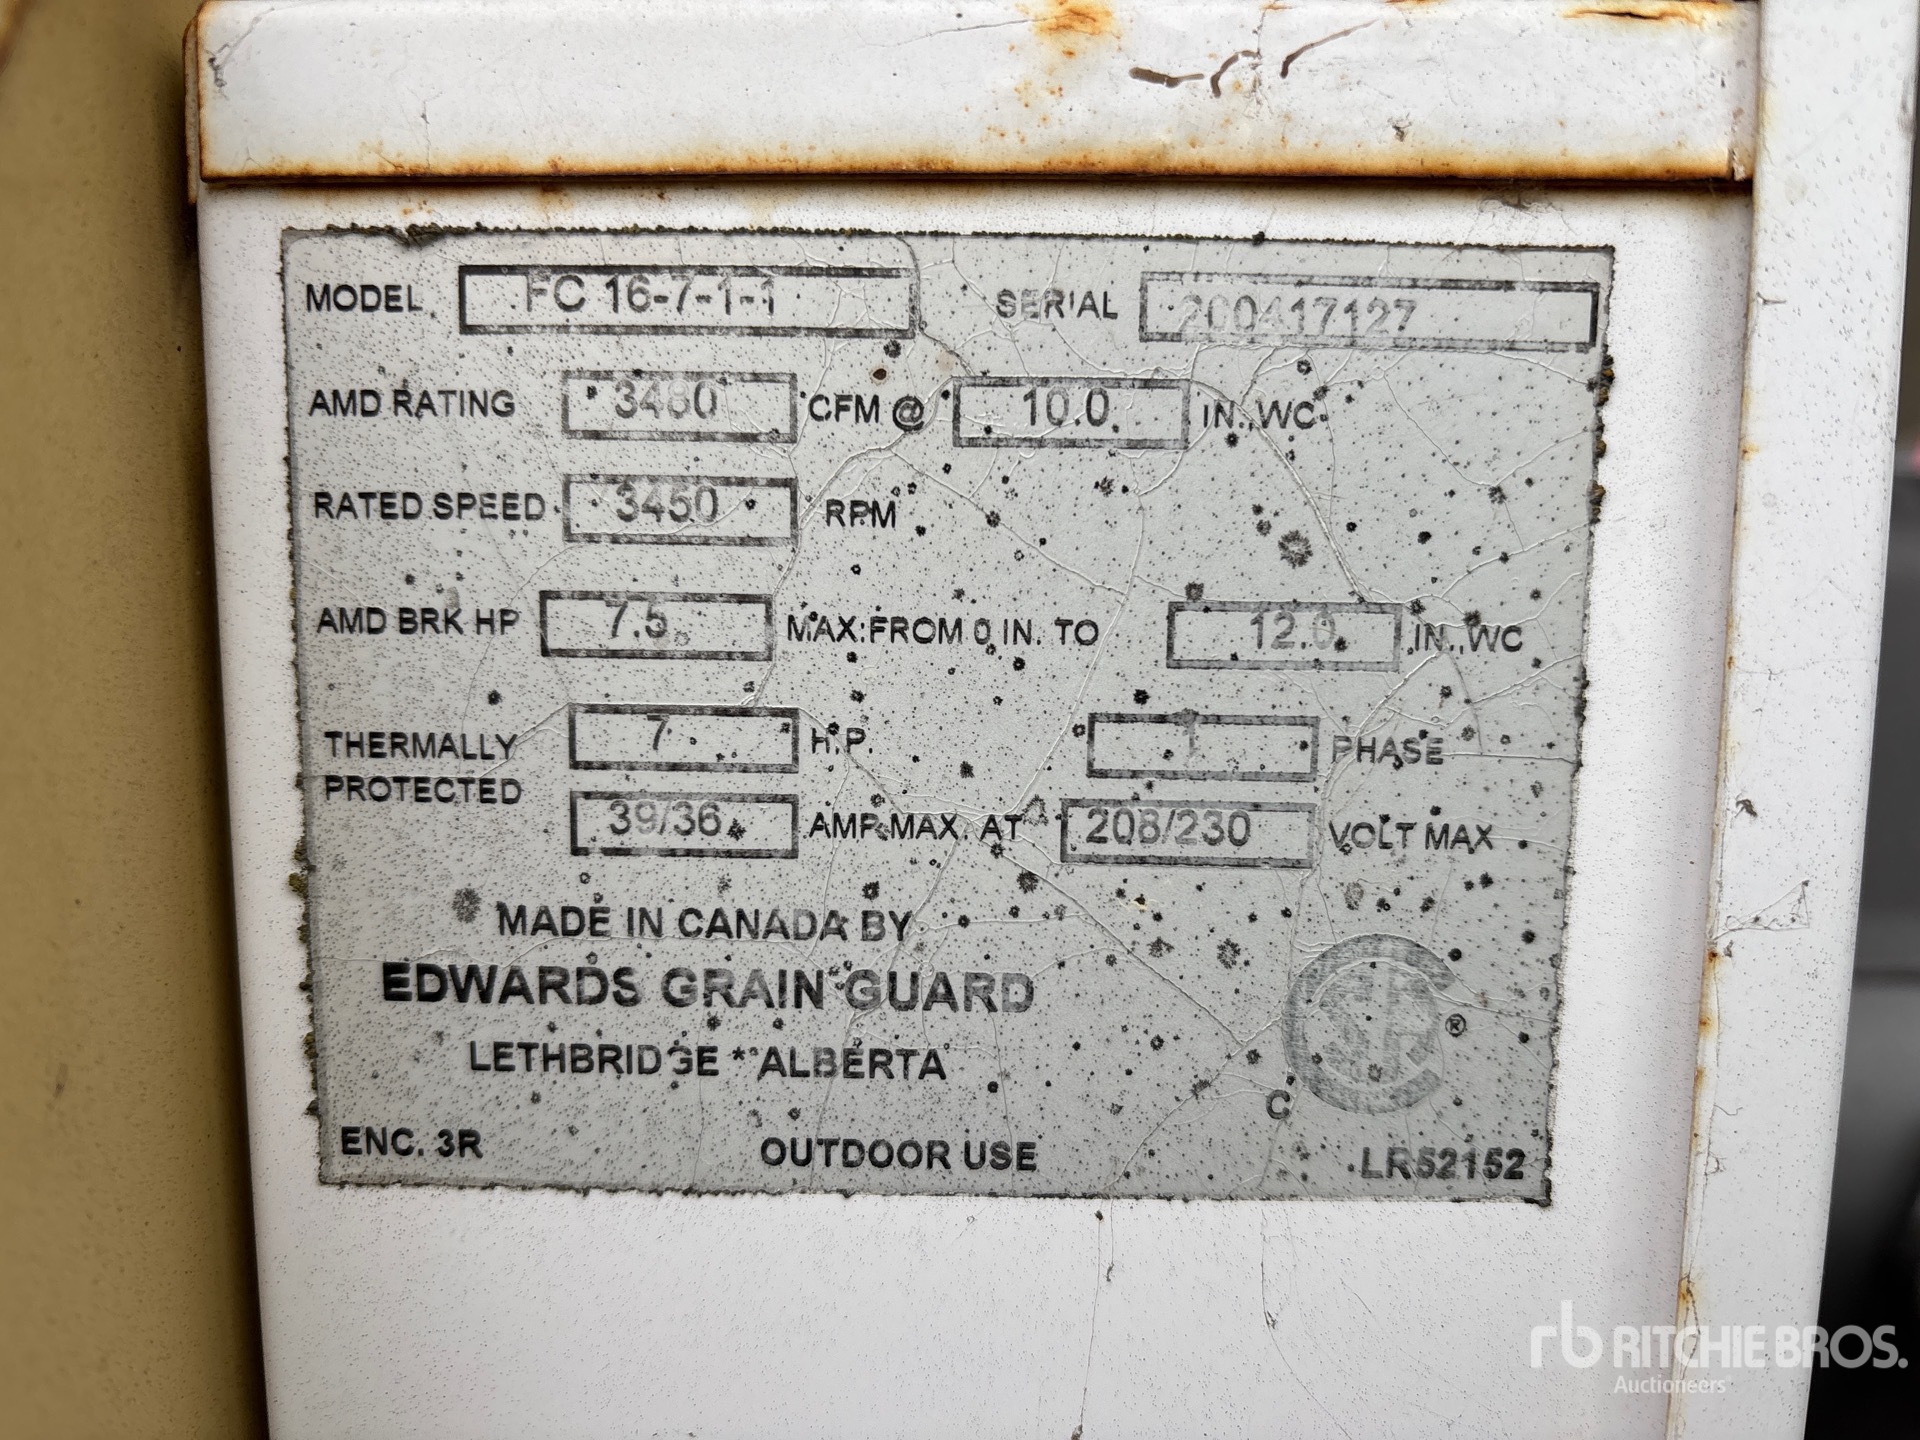 MODEL FC 16-7-1-1 SERIAL 200417127
AMD RATING 3480 CFM @ 10.0 IN. WC
RATED SPEED 3450 RPM
AMD BRK HP 7.5 MAX. FROM 0 IN. TO 12.0 IN. WC
THERMALLY PROTECTED 7 H.P. 1 PHASE
39/36 AMP MAX. AT 208/230 VOLT MAX
MADE IN CANADA BY
EDWARDS GRAIN GUARD
LETHBRIDGE * ALBERTA
C ®
ENC. 3R OUTDOOR USE LR52152
rb RITCHIE BROS.
Auctioneers